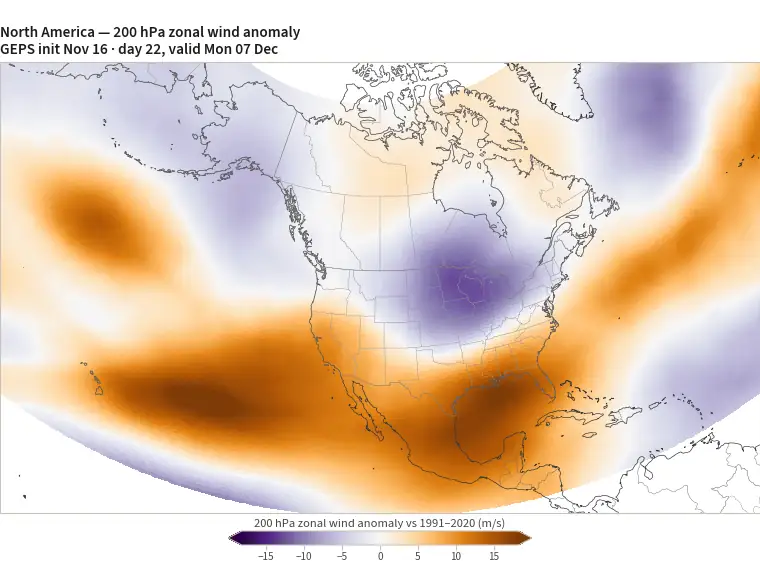 North America — 200 hPa zonal wind anomaly
GEPS init Nov 16 · day 22, valid Mon 07 Dec
200 hPa zonal wind anomaly vs 1991–2020 (m/s)
−15 −10 −5 0 5 10 15